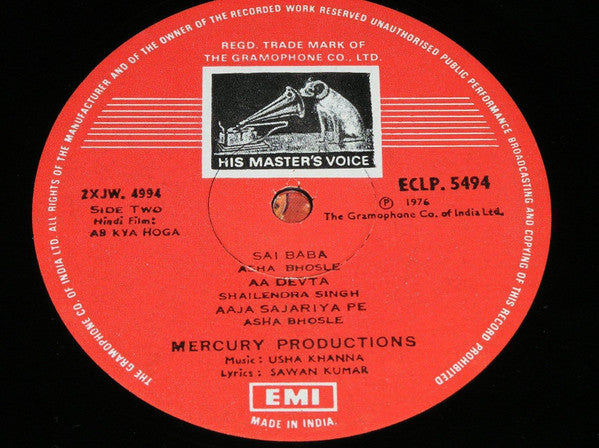 ALL RIGHTS OF THE MANUFACTURER AND OF THE OWNER OF THE RECORDED WORK RESERVED UNAUTHORISED PUBLIC PERFORMANCE BROADCASTING AND COPYING OF THIS RECORD PROHIBITED
THE GRAMOPHONE CO. OF INDIA LTD.
REGD. TRADE MARK OF
THE GRAMOPHONE CO., LTD.
HIS MASTER'S VOICE
2XJW. 4994
SIDE TWO
Hindi Film:
AB KYA HOGA
ECLP. 5494
℗ 1976
The Gramophone Co. of India Ltd.
SAI BABA
ASHA BHOSLE
AA DEVTA
SHAILENDRA SINGH
AAJA SAJARIYA PE
ASHA BHOSLE
MERCURY PRODUCTIONS
Music: USHA KHANNA
Lyrics: SAWAN KUMAR
EMI
MADE IN INDIA.